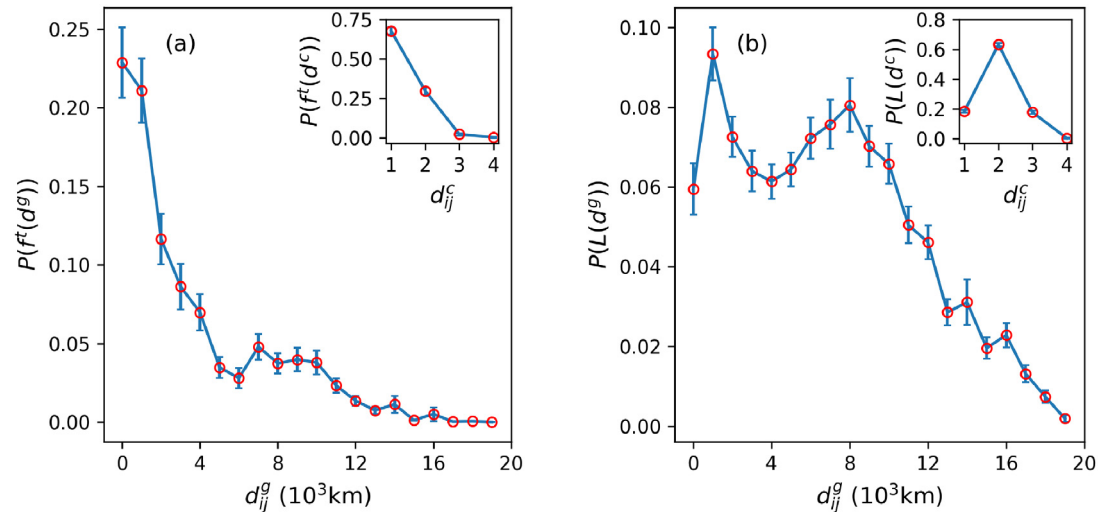 (a)
P(f^t(d^g))
0.25
0.20
0.15
0.10
0.05
0.00
0 4 8 12 16 20
d^g_ij (10^3km)
P(f^t(d^c))
0.75
0.50
0.25
0.00
1 2 3 4
d^c_ij
(b)
P(L(d^g))
0.10
0.08
0.06
0.04
0.02
0.00
0 4 8 12 16 20
d^g_ij (10^3km)
P(L(d^c))
0.8
0.6
0.4
0.2
0.0
1 2 3 4
d^c_ij